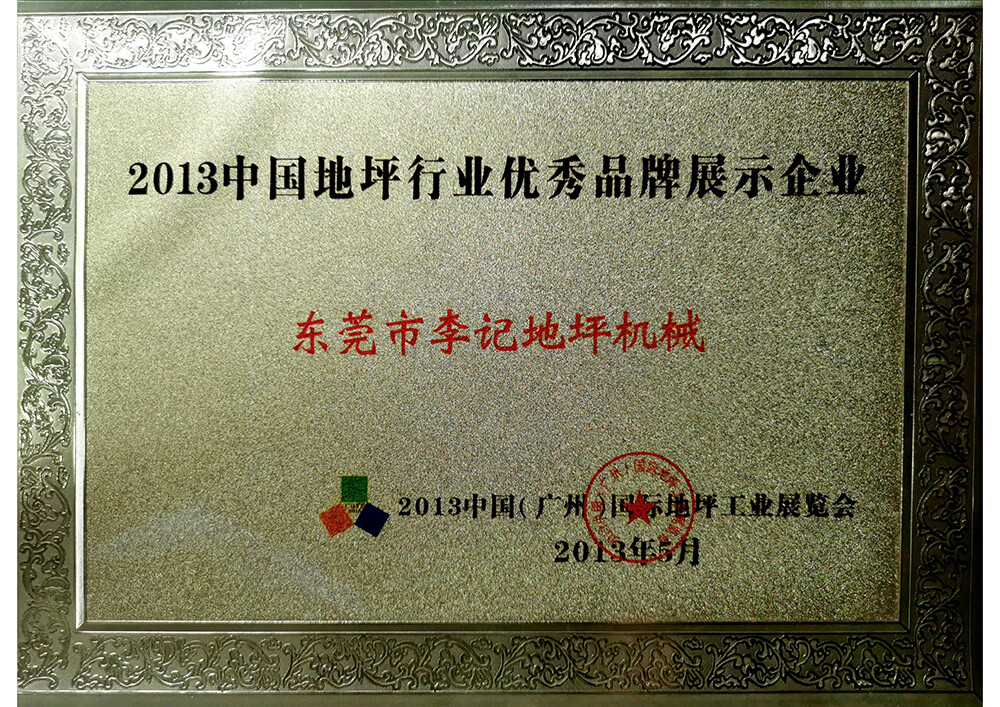 2013中国地坪行业优秀品牌展示企业
东莞市李记地坪机械
2013中国(广州)国际地坪工业展览会
2013年5月